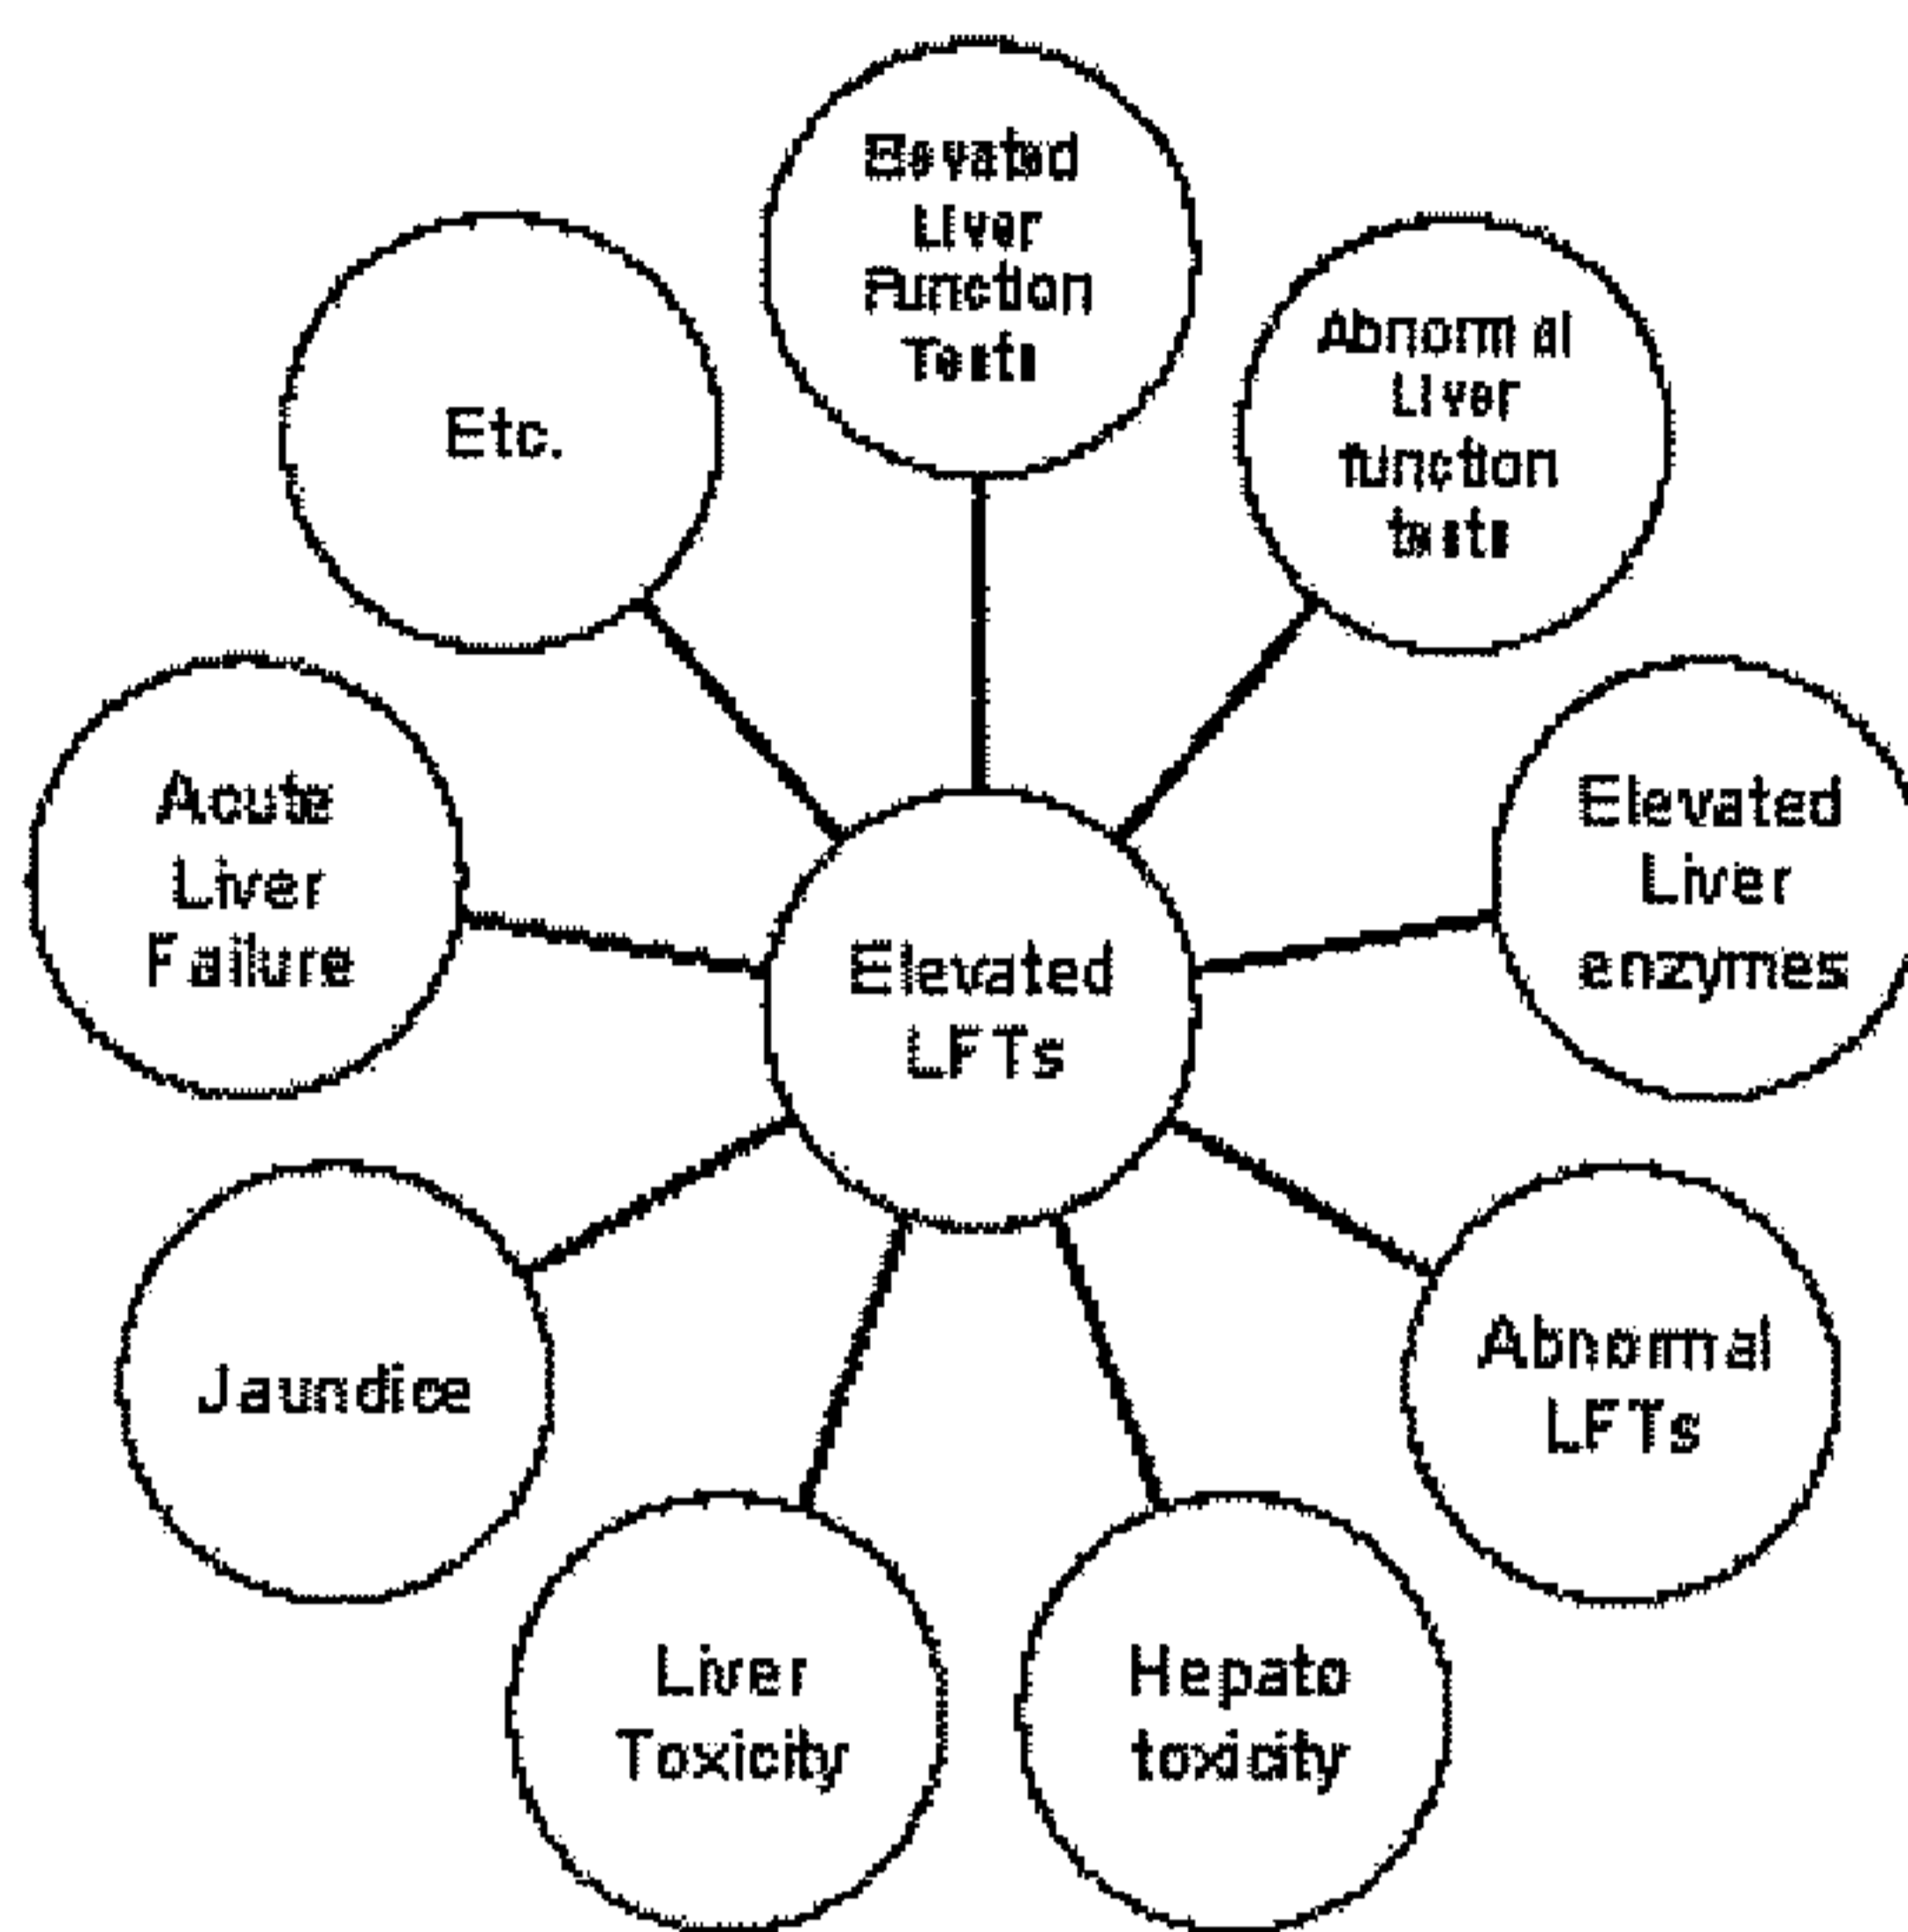 Elevated
Liver
Function
Tests
Etc.
Abnormal
Liver
function
tests
Acute
Liver
Failure
Elevated
LFTs
Elevated
Liver
enzymes
Jaundice
Abnormal
LFTs
Liver
Toxicity
Hepato
toxicity